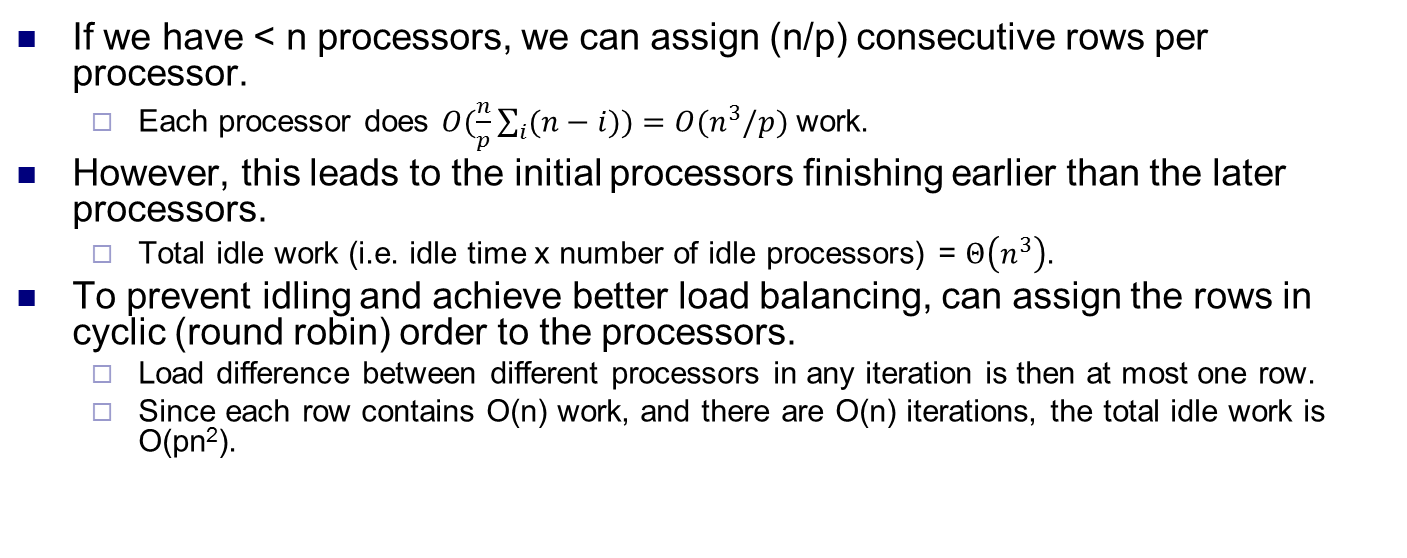 If we have < n processors, we can assign (n/p) consecutive rows per
processor.
Each processor does O(n/p ∑ᵢ(n − i)) = O(n³/p) work.
However, this leads to the initial processors finishing earlier than the later
processors.
Total idle work (i.e. idle time x number of idle processors) = Θ(n³).
To prevent idling and achieve better load balancing, can assign the rows in
cyclic (round robin) order to the processors.
Load difference between different processors in any iteration is then at most one row.
Since each row contains O(n) work, and there are O(n) iterations, the total idle work is
O(pn²).